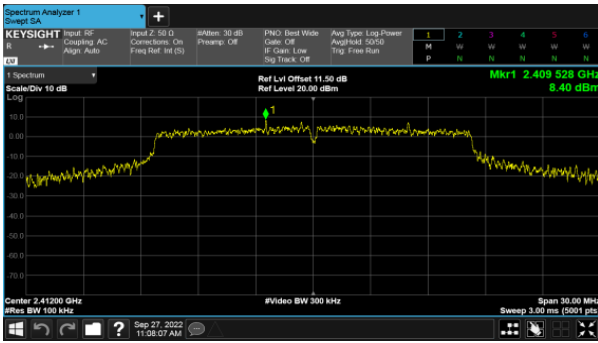 Spectrum Analyzer 1
Swept SA
+
KEYSIGHT Input: RF Input Z: 50 Ω #Atten: 30 dB PNO: Best Wide Avg Type: Log-Power 1 2 3 4 5 6
R Coupling: AC Corrections: On Preamp: Off Gate: Off Avg|Hold: 50/50 M W W W W W
Align: Auto Freq Ref: Int (S) IF Gain: Low Trig: Free Run P N N N N N
LXI Sig Track: Off
1 Spectrum Ref Lvl Offset 11.50 dB Mkr1 2.409 528 GHz
Scale/Div 10 dB Ref Level 20.00 dBm 8.40 dBm
Log
1
10.0
0.00
-10.0
-20.0
-30.0
-40.0
-50.0
-60.0
-70.0
Center 2.41200 GHz #Video BW 300 kHz Span 30.00 MHz
#Res BW 100 kHz Sweep 3.00 ms (5001 pts)
? Sep 27, 2022
11:08:07 AM